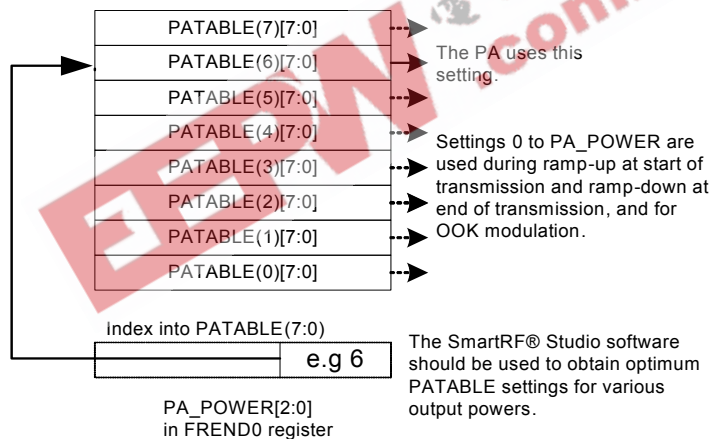 PATABLE(7)[7:0]
PATABLE(6)[7:0]
PATABLE(5)[7:0]
PATABLE(4)[7:0]
PATABLE(3)[7:0]
PATABLE(2)[7:0]
PATABLE(1)[7:0]
PATABLE(0)[7:0]
The PA uses this
setting.
Settings 0 to PA_POWER are
used during ramp-up at start of
transmission and ramp-down at
end of transmission, and for
OOK modulation.
Index into PATABLE(7:0)
e.g 6
PA_POWER[2:0]
in FREND0 register
The SmartRF® Studio software
should be used to obtain optimum
PATABLE settings for various
output powers.
EEPW
.com